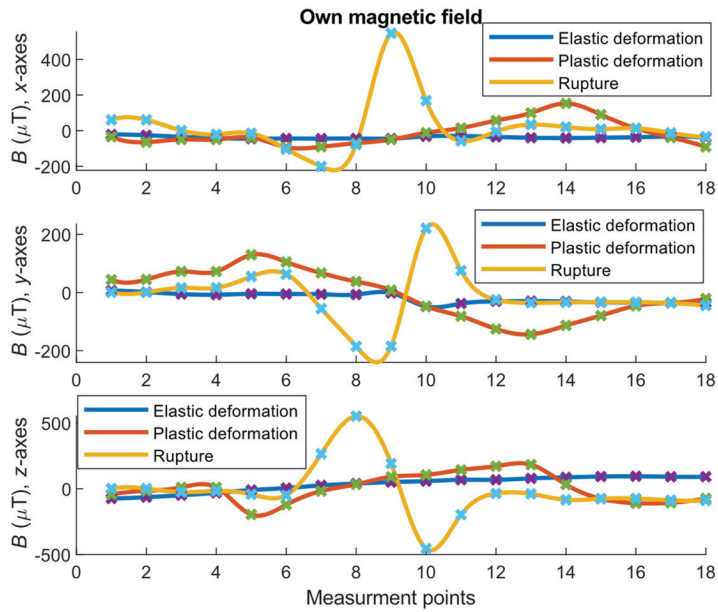 Own magnetic field
B (μT), x-axes
400
200
0
-200
0 2 4 6 8 10 12 14 16 18
Elastic deformation
Plastic deformation
Rupture
B (μT), y-axes
200
0
-200
0 2 4 6 8 10 12 14 16 18
Elastic deformation
Plastic deformation
Rupture
B (μT), z-axes
500
0
-500
0 2 4 6 8 10 12 14 16 18
Elastic deformation
Plastic deformation
Rupture
Measurment points